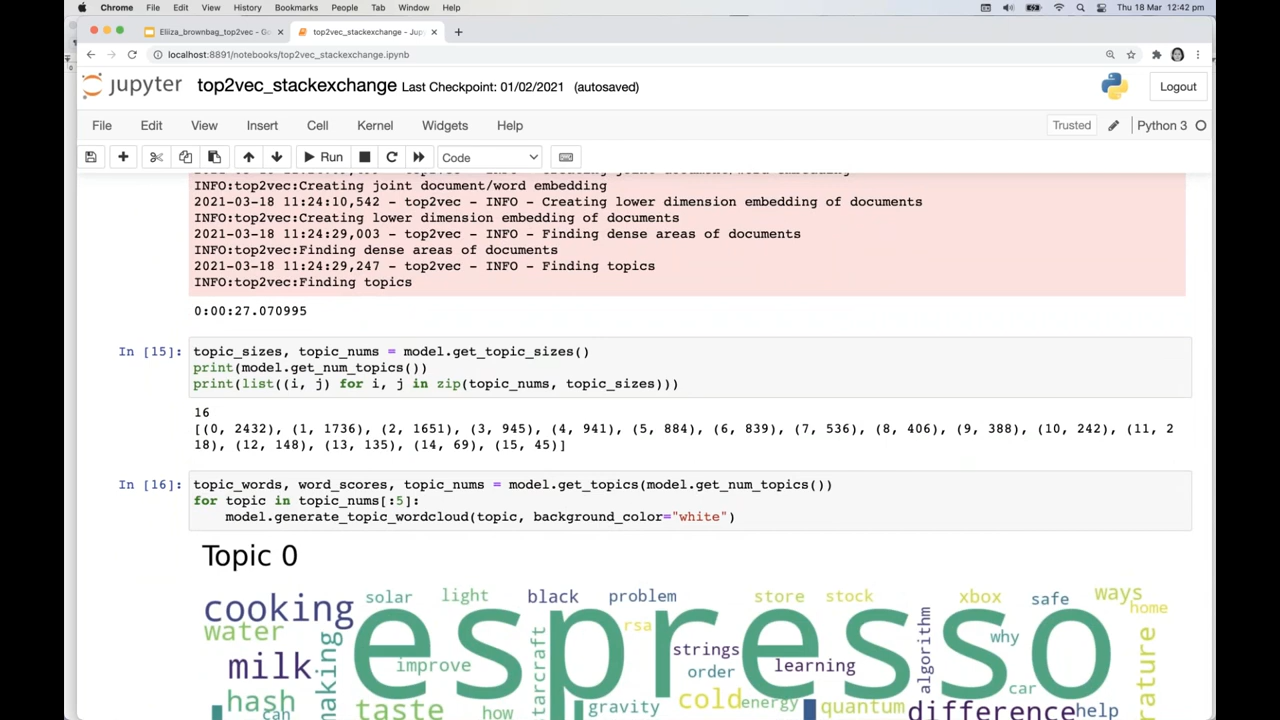 Chrome File Edit View History Bookmarks People Tab Window Help Thu 18 Mar 12:42 pm
Eliiza_brownbag_top2vec - Go top2vec_stackexchange - Jupyt
localhost:8891/notebooks/top2vec_stackexchange.ipynb
jupyter top2vec_stackexchange Last Checkpoint: 01/02/2021 (autosaved) Logout
File Edit View Insert Cell Kernel Widgets Help Trusted Python 3
Run Code
INFO:top2vec:Creating joint document/word embedding
2021-03-18 11:24:10,542 - top2vec - INFO - Creating lower dimension embedding of documents
INFO:top2vec:Creating lower dimension embedding of documents
2021-03-18 11:24:29,003 - top2vec - INFO - Finding dense areas of documents
INFO:top2vec:Finding dense areas of documents
2021-03-18 11:24:29,247 - top2vec - INFO - Finding topics
INFO:top2vec:Finding topics
0:00:27.070995
In [15]: topic_sizes, topic_nums = model.get_topic_sizes()
print(model.get_num_topics())
print(list((i, j) for i, j in zip(topic_nums, topic_sizes)))
16
[(0, 2432), (1, 1736), (2, 1651), (3, 945), (4, 941), (5, 884), (6, 839), (7, 536), (8, 406), (9, 388), (10, 242), (11, 2
18), (12, 148), (13, 135), (14, 69), (15, 45)]
In [16]: topic_words, word_scores, topic_nums = model.get_topics(model.get_num_topics())
for topic in topic_nums[:5]:
model.generate_topic_wordcloud(topic, background_color="white")
Topic 0
cooking solar light black problem store stock xbox safe ways
home
water rsa why
milk making espresso strings algorithm
improve starcraft order learning car
hash taste cold energy rature
can how gravity quantum difference help